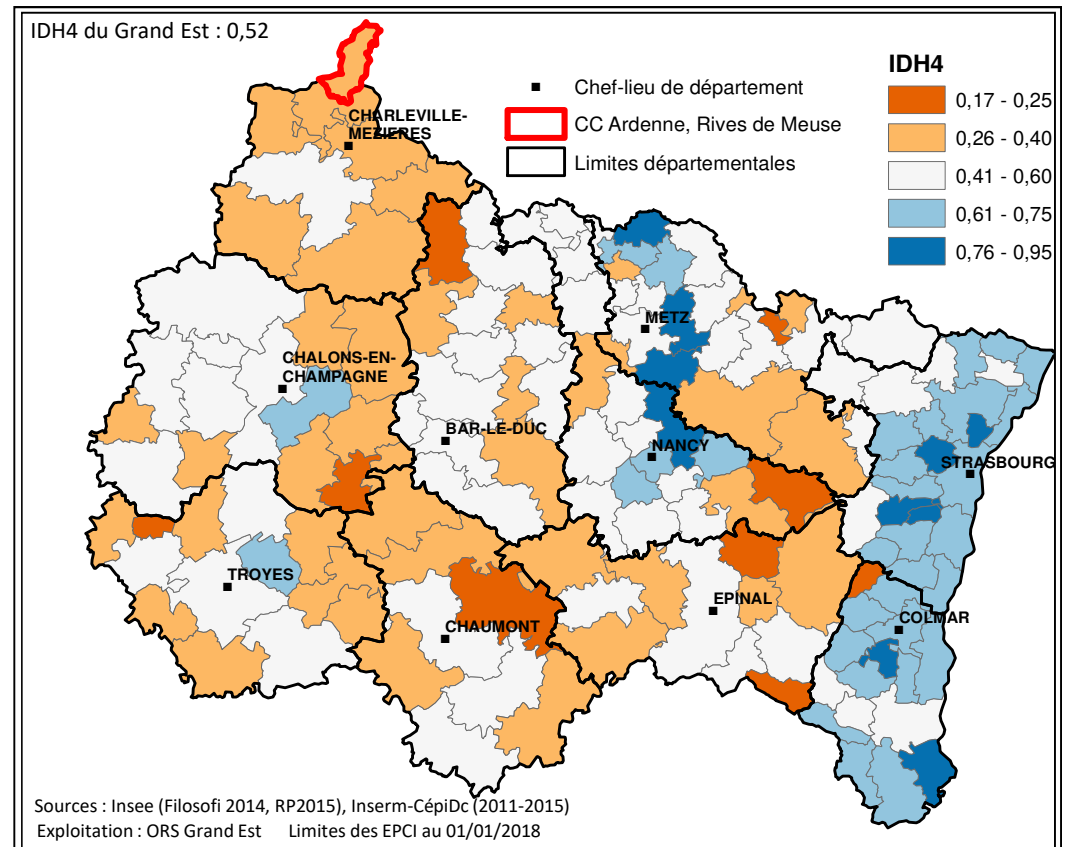 IDH4 du Grand Est : 0,52
IDH4
0,17 - 0,25
0,26 - 0,40
0,41 - 0,60
0,61 - 0,75
0,76 - 0,95
Chef-lieu de département
CC Ardenne, Rives de Meuse
Limites départementales
CHARLEVILLE-
MEZIERES
METZ
CHALONS-EN-
CHAMPAGNE
BAR-LE-DUC
NANCY
STRASBOURG
TROYES
EPINAL
CHAUMONT
COLMAR
Sources : Insee (Filosofi 2014, RP2015), Inserm-CépiDc (2011-2015)
Exploitation : ORS Grand Est Limites des EPCI au 01/01/2018